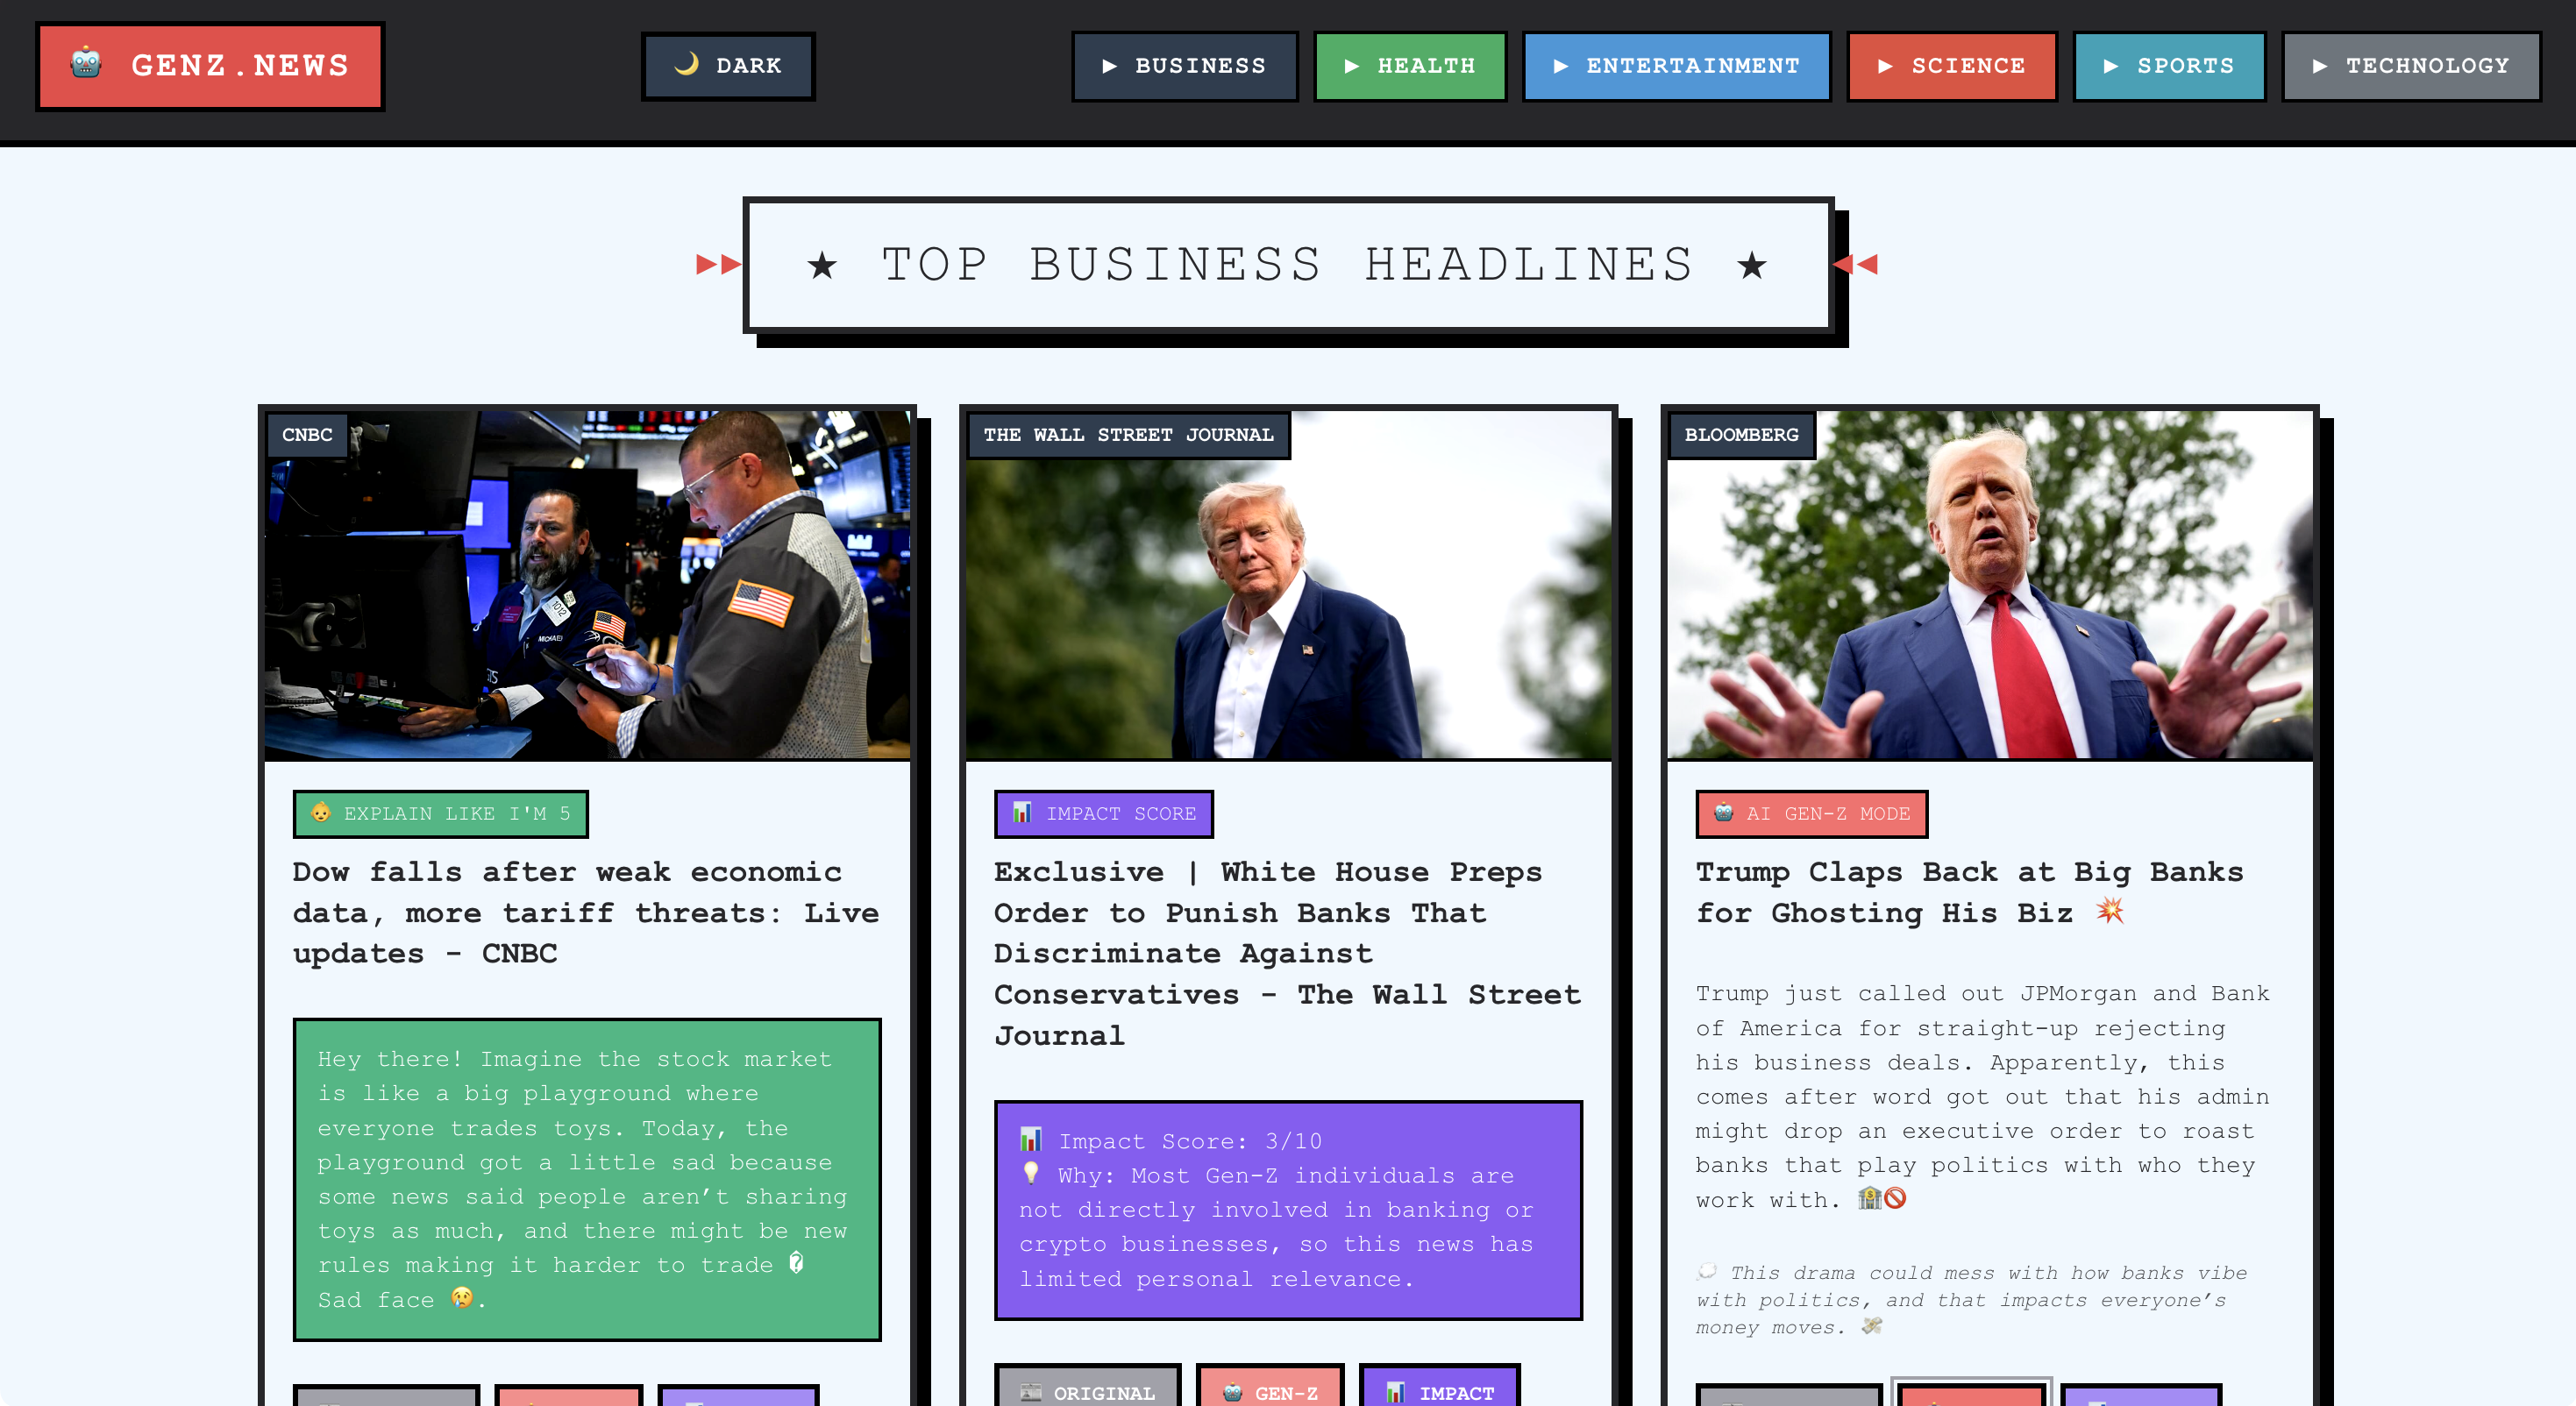 🤖 GENZ.NEWS
🌙 DARK
▶ BUSINESS
▶ HEALTH
▶ ENTERTAINMENT
▶ SCIENCE
▶ SPORTS
▶ TECHNOLOGY
▶▶ ★ TOP BUSINESS HEADLINES ★ ◀◀
CNBC
1012
MICHAEL
👶 EXPLAIN LIKE I'M 5
Dow falls after weak economic
data, more tariff threats: Live
updates - CNBC
Hey there! Imagine the stock market
is like a big playground where
everyone trades toys. Today, the
playground got a little sad because
some news said people aren’t sharing
toys as much, and there might be new
rules making it harder to trade �
Sad face 😢.
THE WALL STREET JOURNAL
📊 IMPACT SCORE
Exclusive | White House Preps
Order to Punish Banks That
Discriminate Against
Conservatives - The Wall Street
Journal
📊 Impact Score: 3/10
💡 Why: Most Gen-Z individuals are
not directly involved in banking or
crypto businesses, so this news has
limited personal relevance.
📰 ORIGINAL
🤖 GEN-Z
📊 IMPACT
BLOOMBERG
🤖 AI GEN-Z MODE
Trump Claps Back at Big Banks
for Ghosting His Biz 💥
Trump just called out JPMorgan and Bank
of America for straight-up rejecting
his business deals. Apparently, this
comes after word got out that his admin
might drop an executive order to roast
banks that play politics with who they
work with. 🏦🚫
💭 This drama could mess with how banks vibe
with politics, and that impacts everyone’s
money moves. 💸